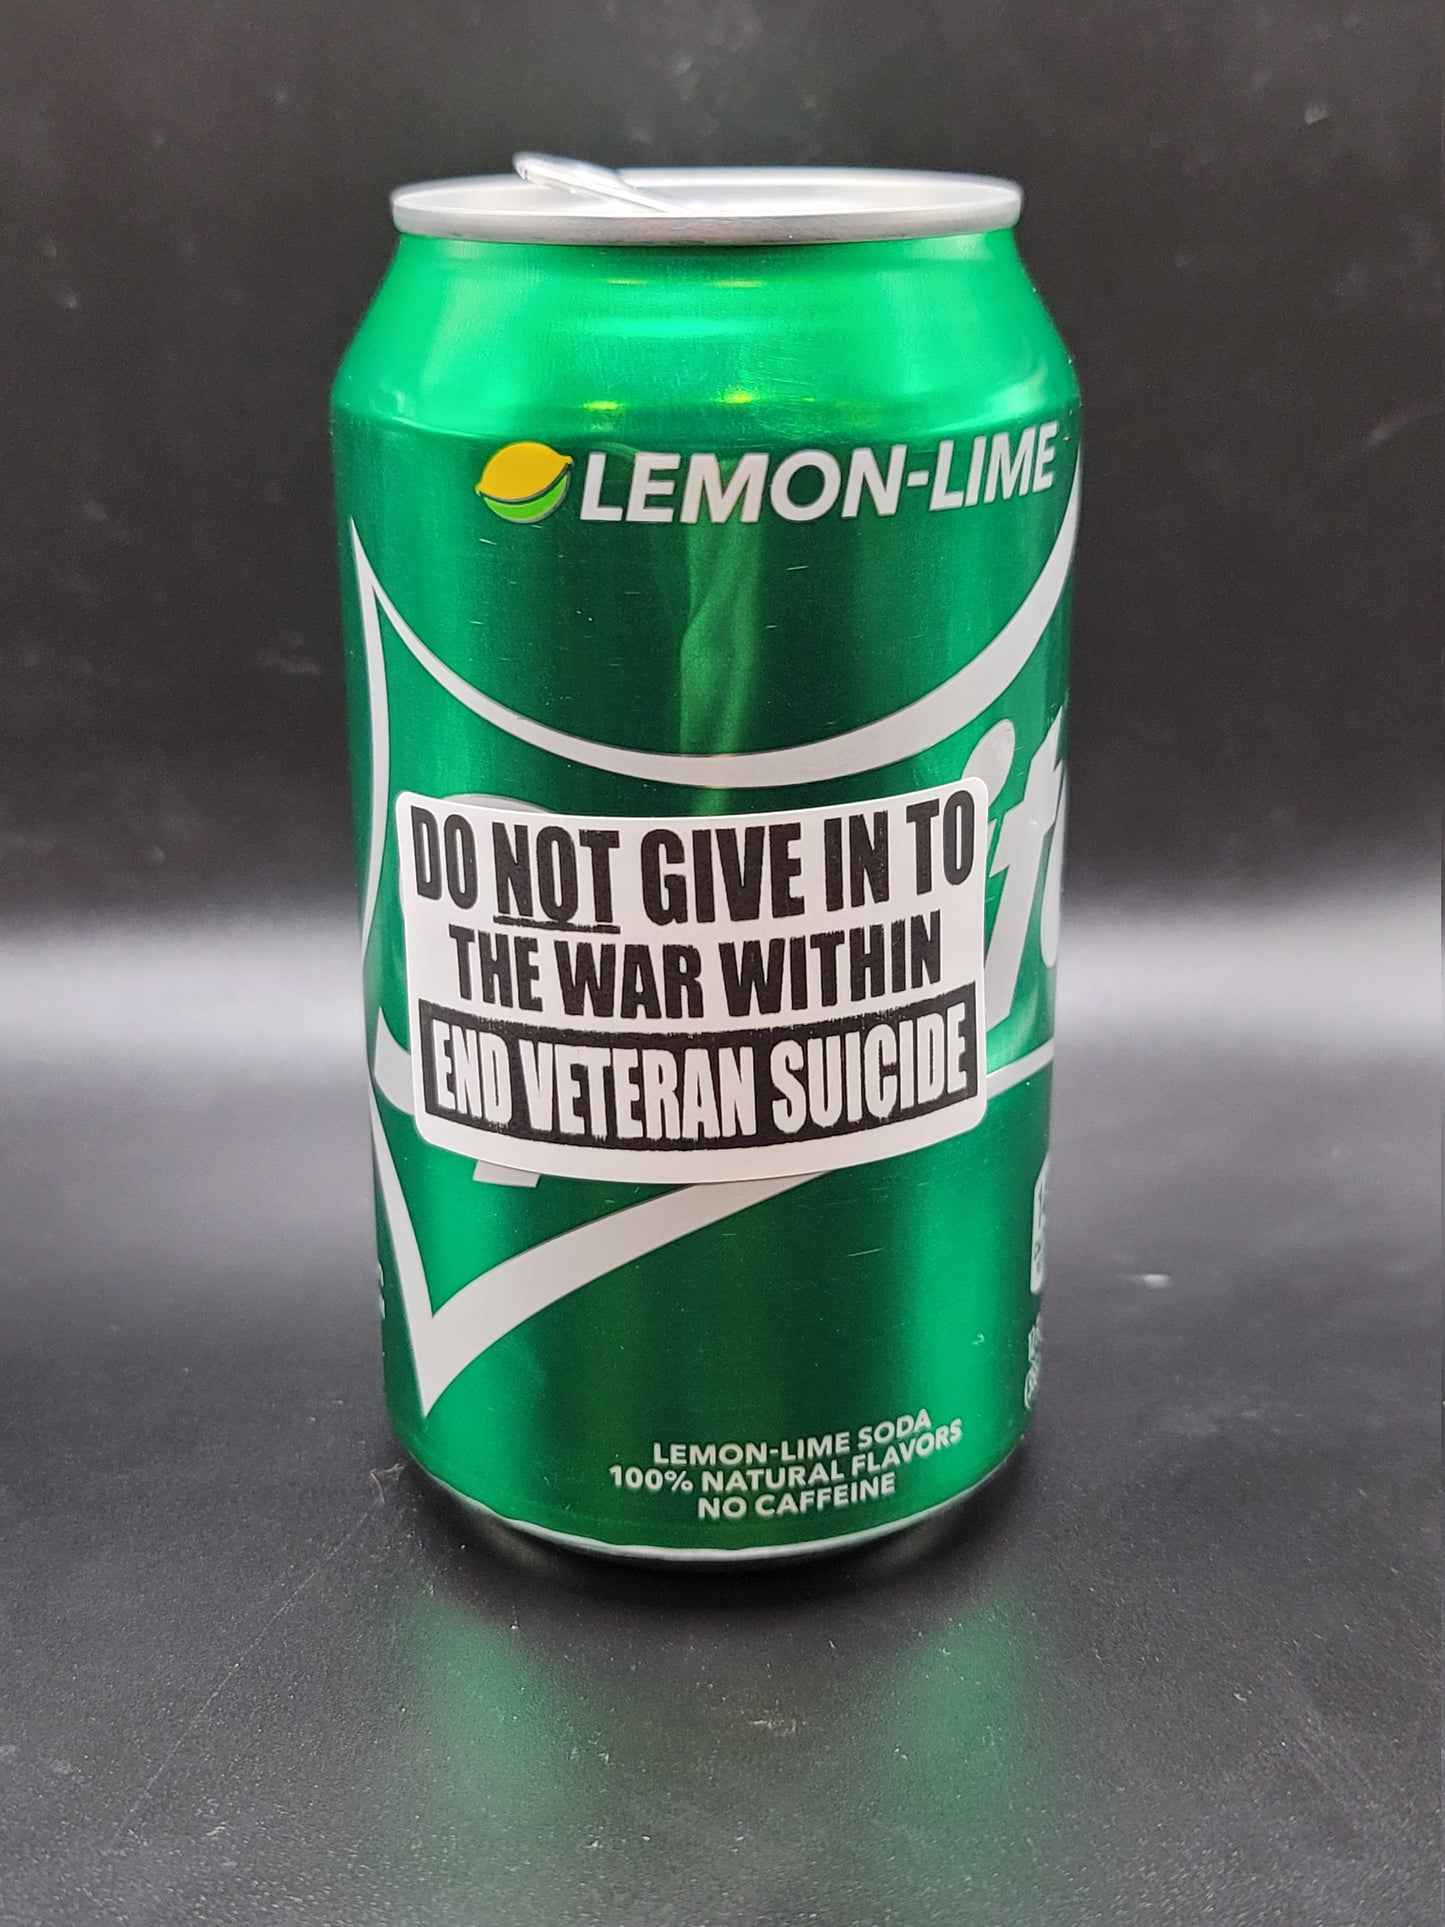 LEMON-LIME
DO NOT GIVE IN TO
THE WAR WITHIN
END VETERAN SUICIDE
LEMON-LIME SODA
100% NATURAL FLAVORS
NO CAFFEINE